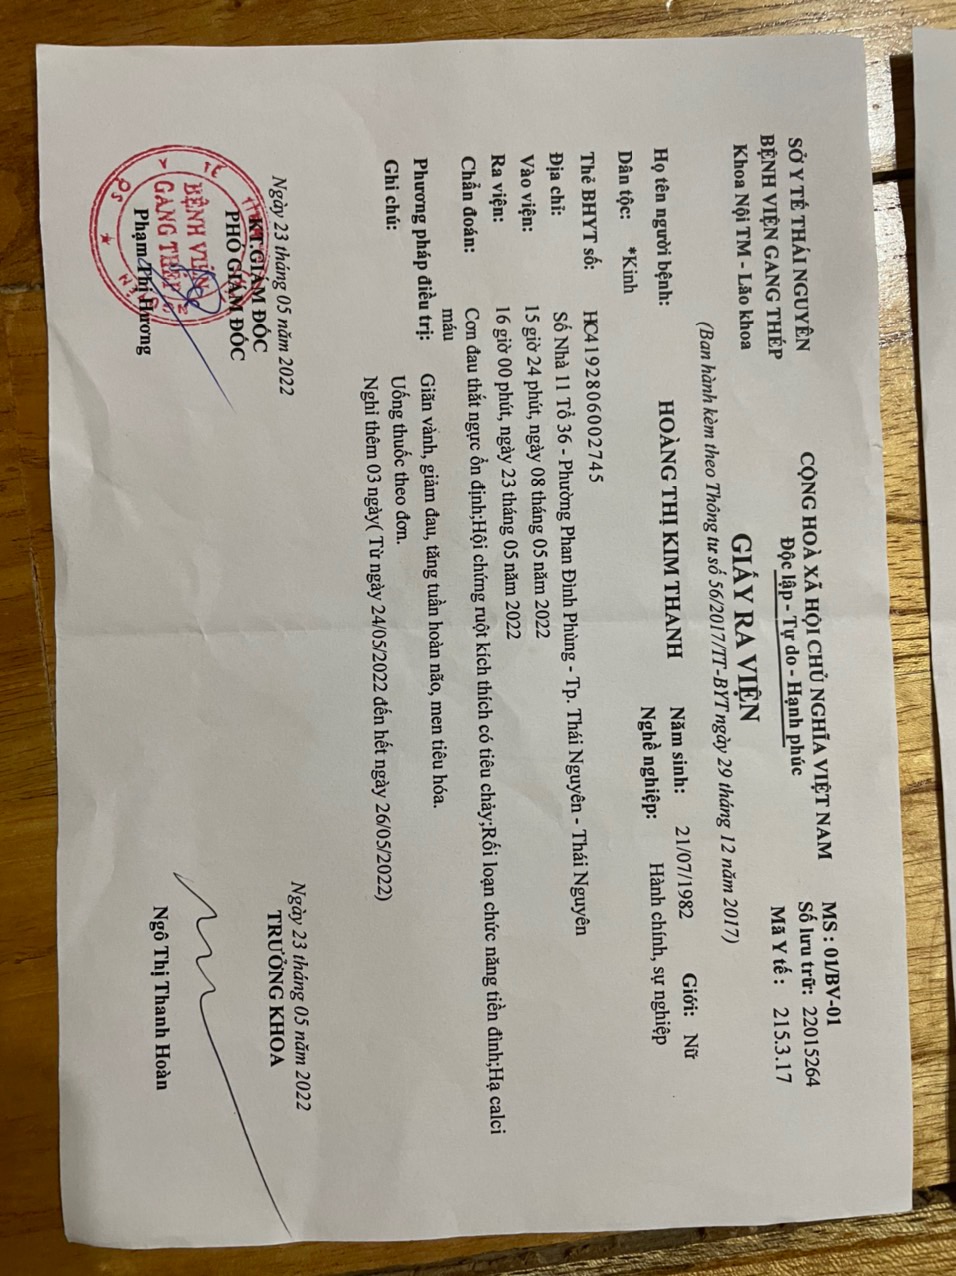 SỞ Y TẾ THÁI NGUYÊN
BỆNH VIỆN GANG THÉP
Khoa Nội TM - Lão khoa
CỘNG HOÀ XÃ HỘI CHỦ NGHĨA VIỆT NAM
Độc lập - Tự do - Hạnh phúc
MS : 01/BV-01
Số lưu trữ: 22015264
Mã Y tế : 215.3.17
GIẤY RA VIỆN
(Ban hành kèm theo Thông tư số 56/2017/TT-BYT ngày 29 tháng 12 năm 2017)
Họ tên người bệnh: HOÀNG THỊ KIM THANH Năm sinh: 21/07/1982 Giới: Nữ
Dân tộc: *Kinh Nghề nghiệp: Hành chính, sự nghiệp
Thẻ BHYT số: HC4192806002745
Địa chỉ: Số Nhà 11 Tổ 36 - Phường Phan Đình Phùng - Tp. Thái Nguyên - Thái Nguyên
Vào viện: 15 giờ 24 phút, ngày 08 tháng 05 năm 2022
Ra viện: 16 giờ 00 phút, ngày 23 tháng 05 năm 2022
Chẩn đoán: Cơn đau thắt ngực ổn định;Hội chứng ruột kích thích có tiêu chảy;Rối loạn chức năng tiền đình;Hạ calci
máu
Phương pháp điều trị: Giãn vành, giảm đau, tăng tuần hoàn não, men tiêu hóa.
Ghi chú: Uống thuốc theo đơn.
Nghỉ thêm 03 ngày( Từ ngày 24/05/2022 đến hết ngày 26/05/2022)
Ngày 23 tháng 05 năm 2022
KT.GIÁM ĐỐC
PHÓ GIÁM ĐỐC
BỆNH VIỆN
GANG THÉP
Phạm Thị Hương
Ngày 23 tháng 05 năm 2022
TRƯỞNG KHOA
Ngô Thị Thanh Hoàn